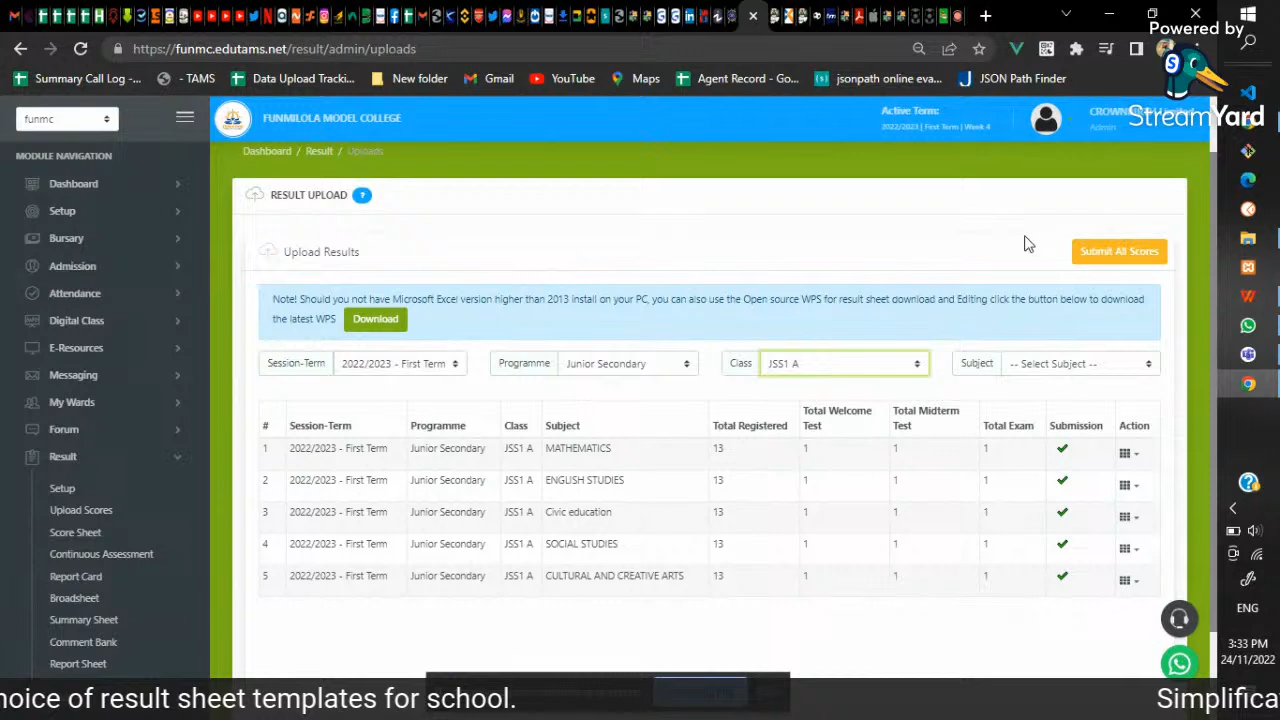 Powered by
StreamYard
https://funmc.edutams.net/result/admin/uploads
Summary Call Log -...
- TAMS
Data Upload Tracki...
New folder
Gmail
YouTube
Maps
Agent Record - Go...
jsonpath online eva...
JSON Path Finder
funmc
FUNMILOLA MODEL COLLEGE
Active Term:
2022/2023 | First Term | Week 4
Admin
MODULE NAVIGATION
Dashboard
Setup
Bursary
Admission
Attendance
Digital Class
E-Resources
Messaging
My Wards
Forum
Result
Setup
Upload Scores
Score Sheet
Continuous Assessment
Report Card
Broadsheet
Summary Sheet
Comment Bank
Report Sheet
Dashboard / Result / Uploads
RESULT UPLOAD ?
Upload Results
Submit All Scores
Note! Should you not have Microsoft Excel version higher than 2013 install on your PC, you can also use the Open source WPS for result sheet download and Editing click the button below to download
the latest WPS Download
Session-Term 2022/2023 - First Term
Programme Junior Secondary
Class JSS1 A
Subject -- Select Subject --
# Session-Term Programme Class Subject Total Registered Total Welcome Test Total Midterm Test Total Exam Submission Action
1 2022/2023 - First Term Junior Secondary JSS1 A MATHEMATICS 13 1 1 1
2 2022/2023 - First Term Junior Secondary JSS1 A ENGLISH STUDIES 13 1 1 1
3 2022/2023 - First Term Junior Secondary JSS1 A Civic education 13 1 1 1
4 2022/2023 - First Term Junior Secondary JSS1 A SOCIAL STUDIES 13 1 1 1
5 2022/2023 - First Term Junior Secondary JSS1 A CULTURAL AND CREATIVE ARTS 13 1 1 1
ENG
3:33 PM
24/11/2022
hoice of result sheet templates for school.
Simplifica